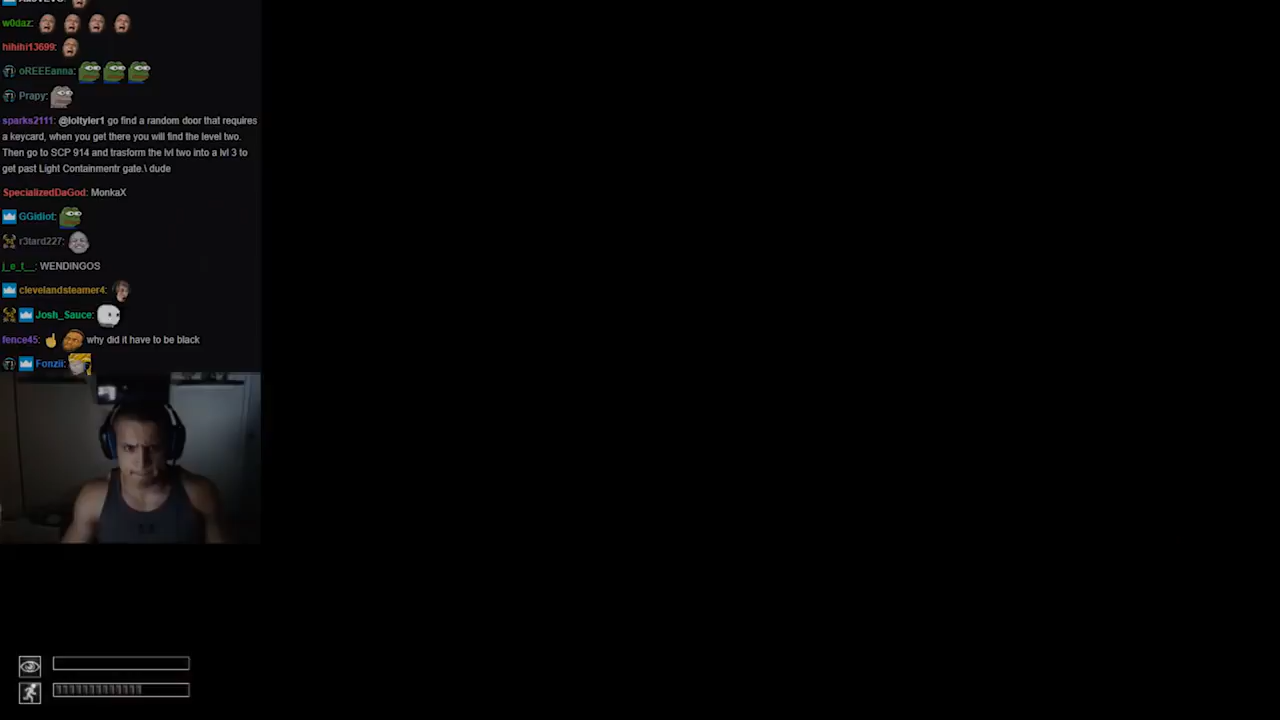 w0daz:
hihihi13699:
oREEEanna:
Prapy:
sparks2111: @loltyler1 go find a random door that requires
a keycard, when you get there you will find the level two.
Then go to SCP 914 and trasform the lvl two into a lvl 3 to
get past Light Containmentr gate.\ dude
SpecializedDaGod: MonkaX
GGidiot:
r3tard227:
j_e_t__: WENDINGOS
clevelandsteamer4:
Josh_Sauce:
fence45: why did it have to be black
Fonzii: